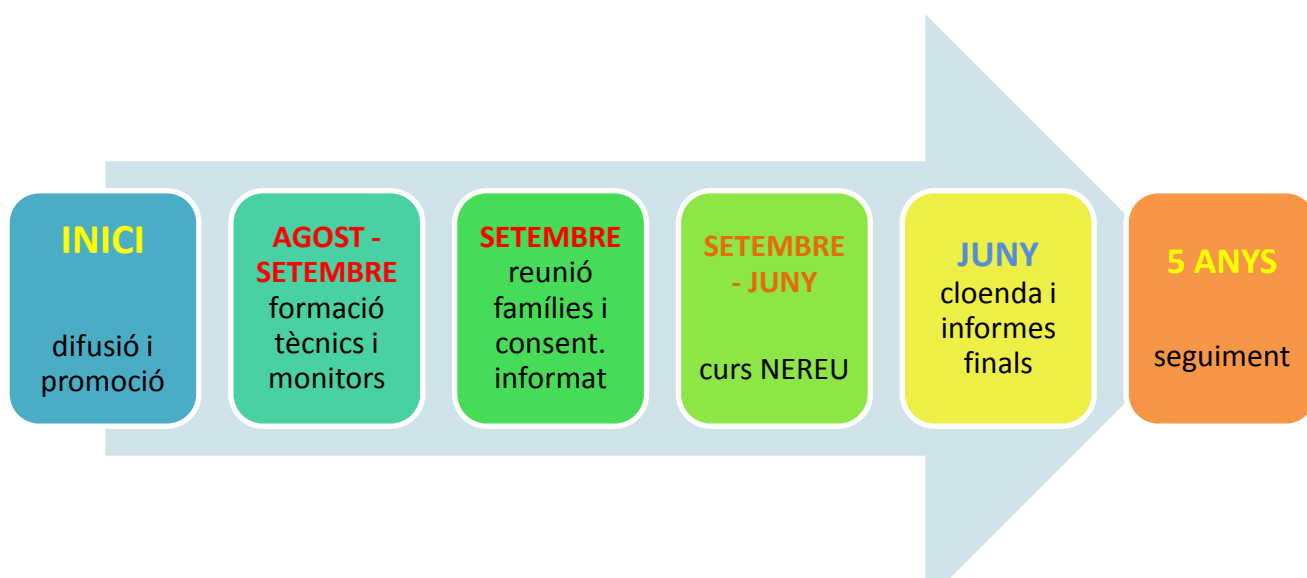 INICI
difusió i
promoció
AGOST -
SETEMBRE
formació
tècnics i
monitors
SETEMBRE
reunió
famílies i
consent.
informat
SETEMBRE
- JUNY
curs NEREU
JUNY
cloenda i
informes
finals
5 ANYS
seguiment